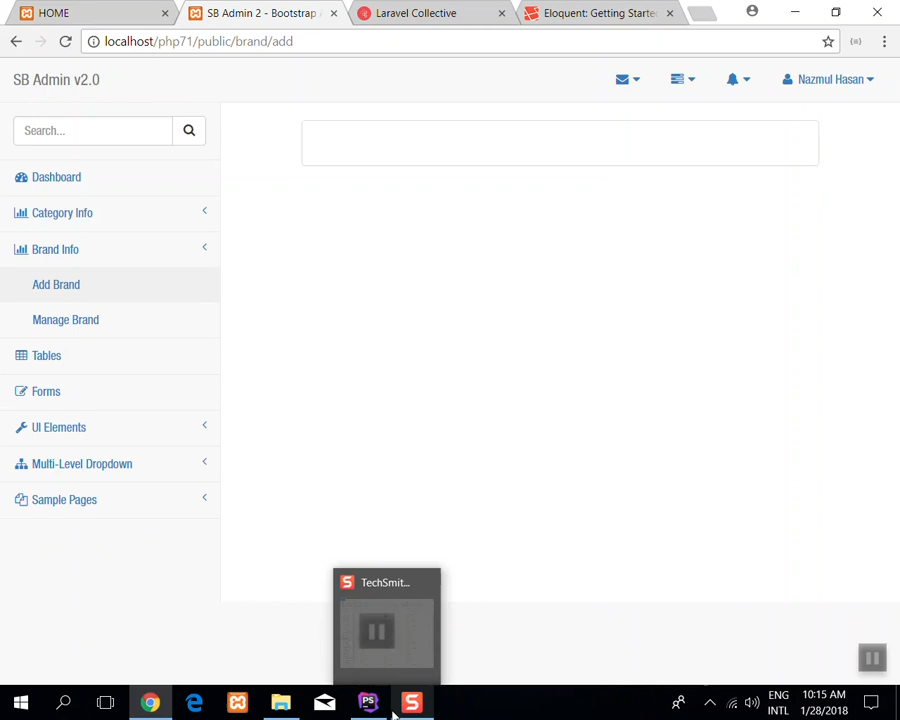 HOME
SB Admin 2 - Bootstrap
Laravel Collective
Eloquent: Getting Starte
localhost/php71/public/brand/add
SB Admin v2.0
Nazmul Hasan
Search...
Dashboard
Category Info
Brand Info
Add Brand
Manage Brand
Tables
Forms
UI Elements
Multi-Level Dropdown
Sample Pages
S TechSmit...
PS S
ENG 10:15 AM
INTL 1/28/2018